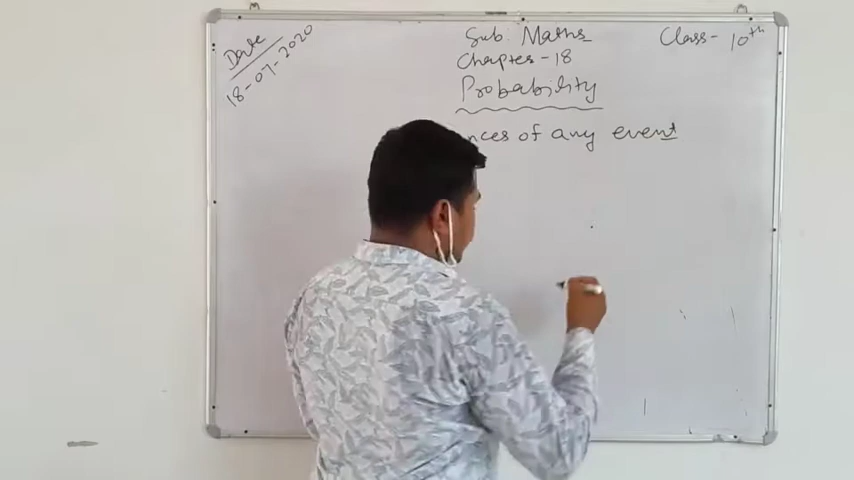 Date
18-07-2020
Sub: Maths
Class- 10th
Chapter-18
Probability
nces of any event